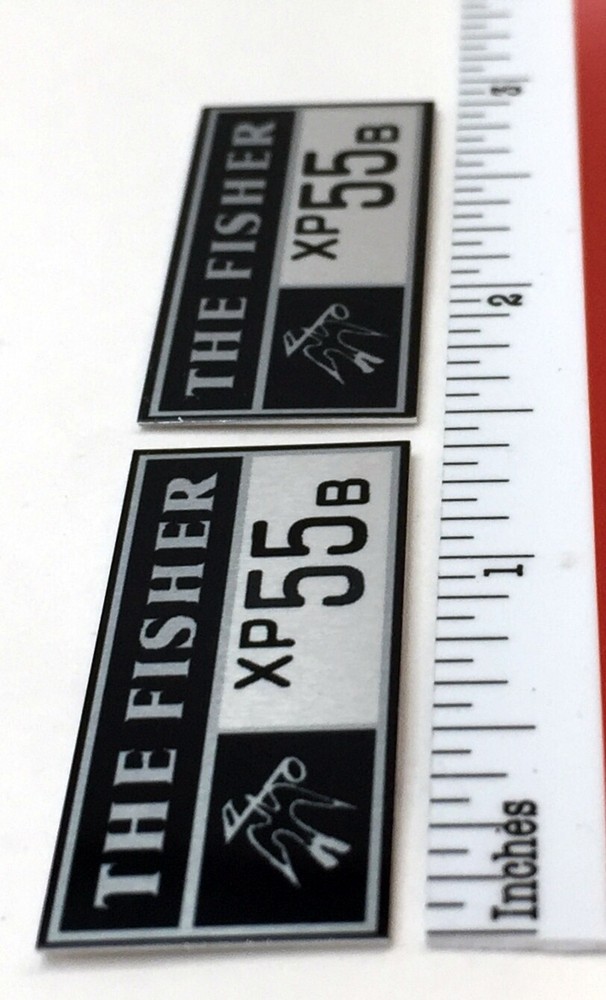 THE FISHER
XP55B
THE FISHER
XP55B
3
2
1
Inches